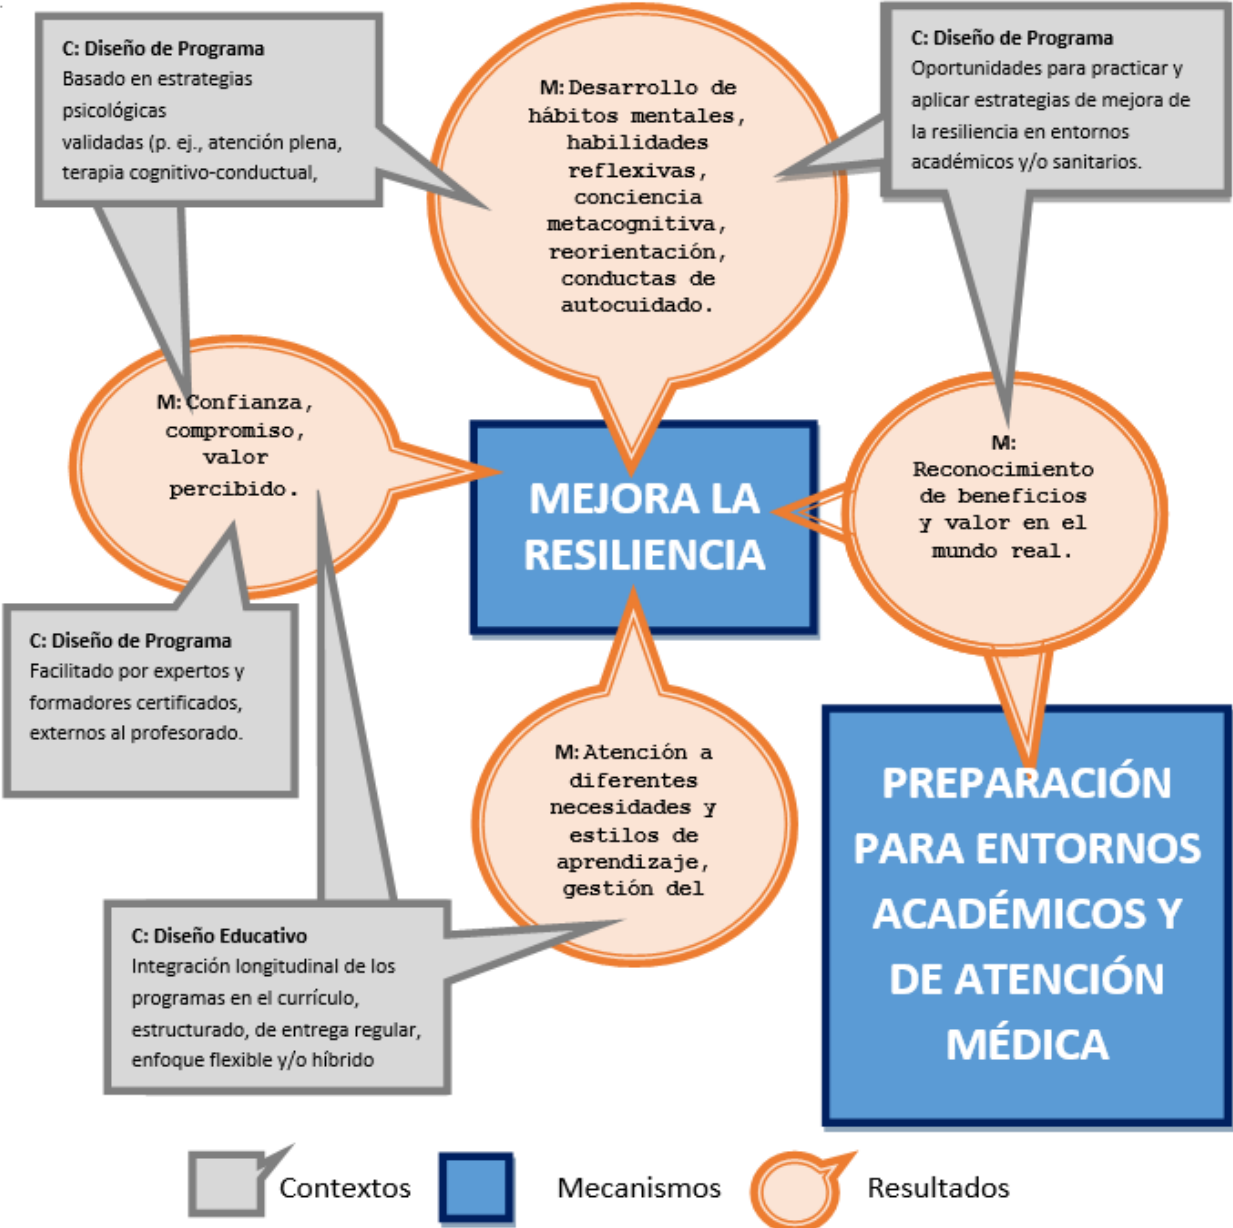 C: Diseño de Programa
Basado en estrategias
psicológicas
validadas (p. ej., atención plena,
terapia cognitivo-conductual,
M: Desarrollo de
hábitos mentales,
habilidades
reflexivas,
conciencia
metacognitiva,
reorientación,
conductas de
autocuidado.
C: Diseño de Programa
Oportunidades para practicar y
aplicar estrategias de mejora de
la resiliencia en entornos
académicos y/o sanitarios.
M: Confianza,
compromiso,
valor
percibido.
MEJORA LA
RESILIENCIA
M:
Reconocimiento
de beneficios
y valor en el
mundo real.
C: Diseño de Programa
Facilitado por expertos y
formadores certificados,
externos al profesorado.
M: Atención a
diferentes
necesidades y
estilos de
aprendizaje,
gestión del
PREPARACIÓN
PARA ENTORNOS
ACADÉMICOS Y
DE ATENCIÓN
MÉDICA
C: Diseño Educativo
Integración longitudinal de los
programas en el currículo,
estructurado, de entrega regular,
enfoque flexible y/o híbrido
Contextos
Mecanismos
Resultados